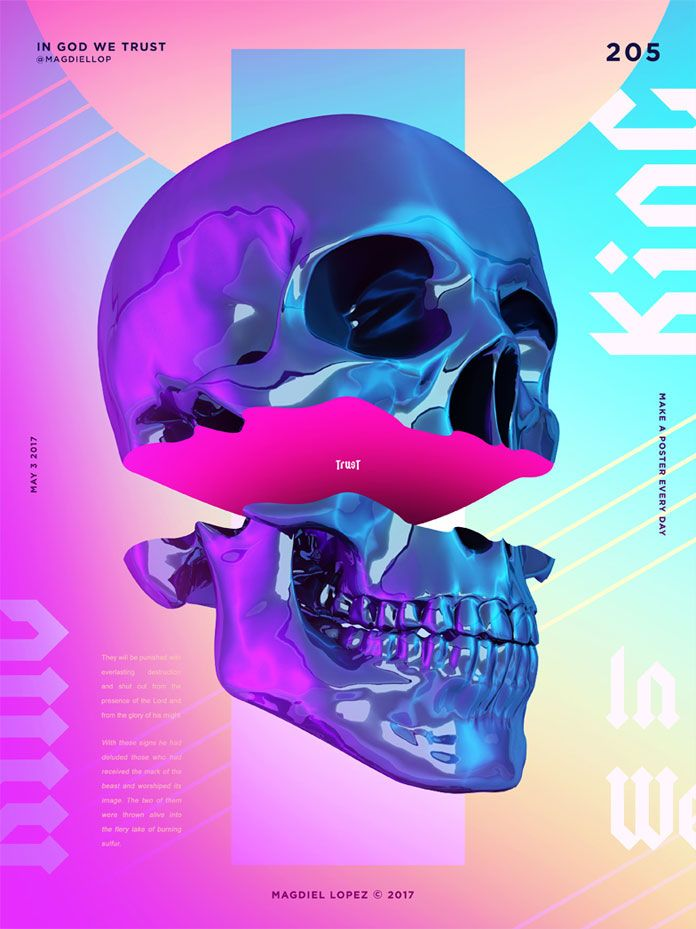 IN GOD WE TRUST
@MAGDIELLOP
205
King
MAKE A POSTER EVERY DAY
TrusT
MAY 3 2017
They will be punished with
everlasting destruction
and shut out from the
presence of the Lord and
from the glory of his might
With these signs he had
deluded those who had
received the mark of the
beast and worshiped its
image. The two of them
were thrown alive into
the fiery lake of burning
sulfur.
In
We
MAGDIEL LOPEZ © 2017